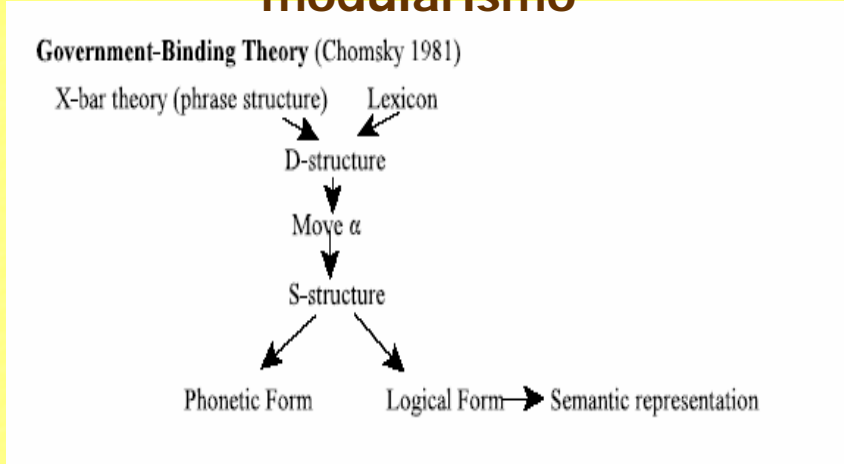 modularismo
Government-Binding Theory (Chomsky 1981)
X-bar theory (phrase structure) Lexicon
D-structure
Move α
S-structure
Phonetic Form Logical Form Semantic representation